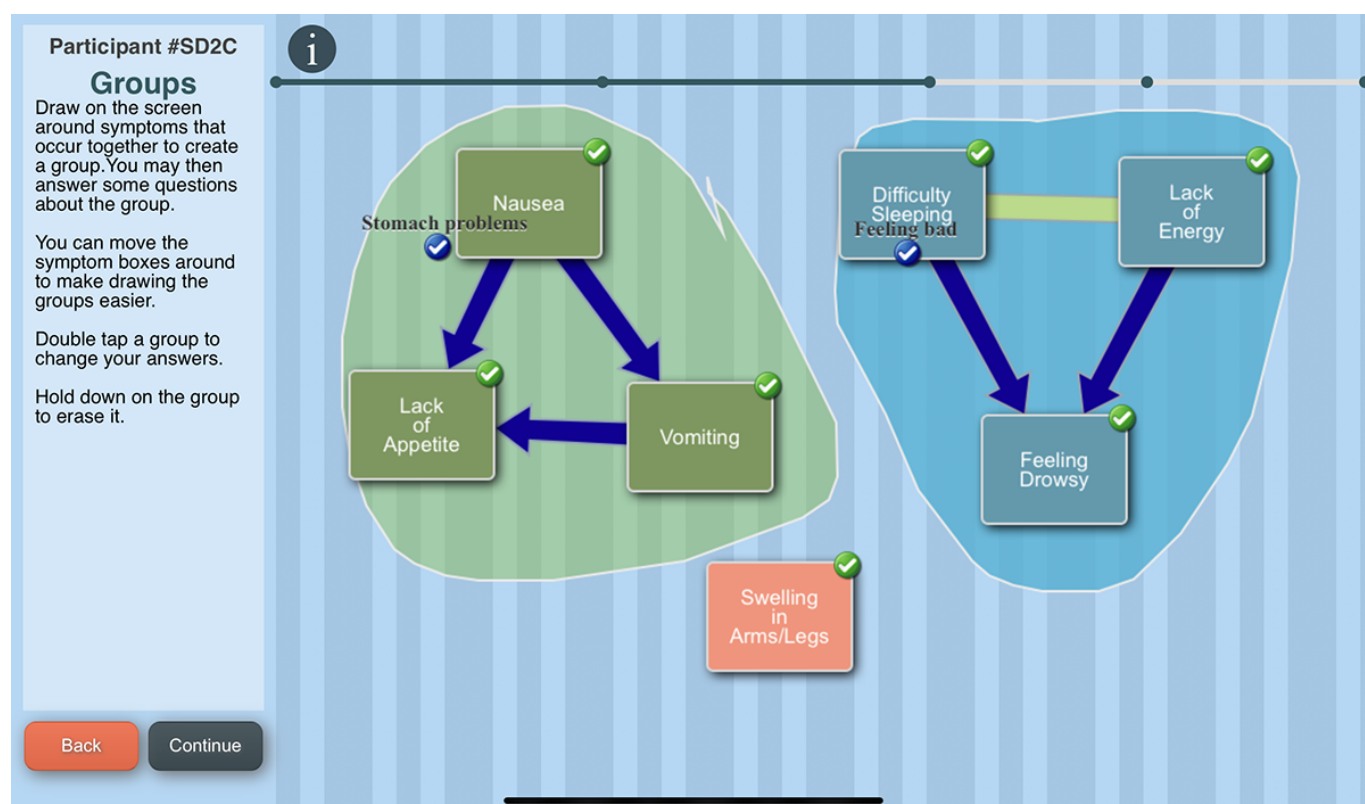 Participant #SD2C
Groups
Draw on the screen
around symptoms that
occur together to create
a group.You may then
answer some questions
about the group.
You can move the
symptom boxes around
to make drawing the
groups easier.
Double tap a group to
change your answers.
Hold down on the group
to erase it.
Back
Continue
i
Nausea
Stomach problems
Lack
of
Appetite
Vomiting
Difficulty
Sleeping
Feeling bad
Lack
of
Energy
Feeling
Drowsy
Swelling
in
Arms/Legs